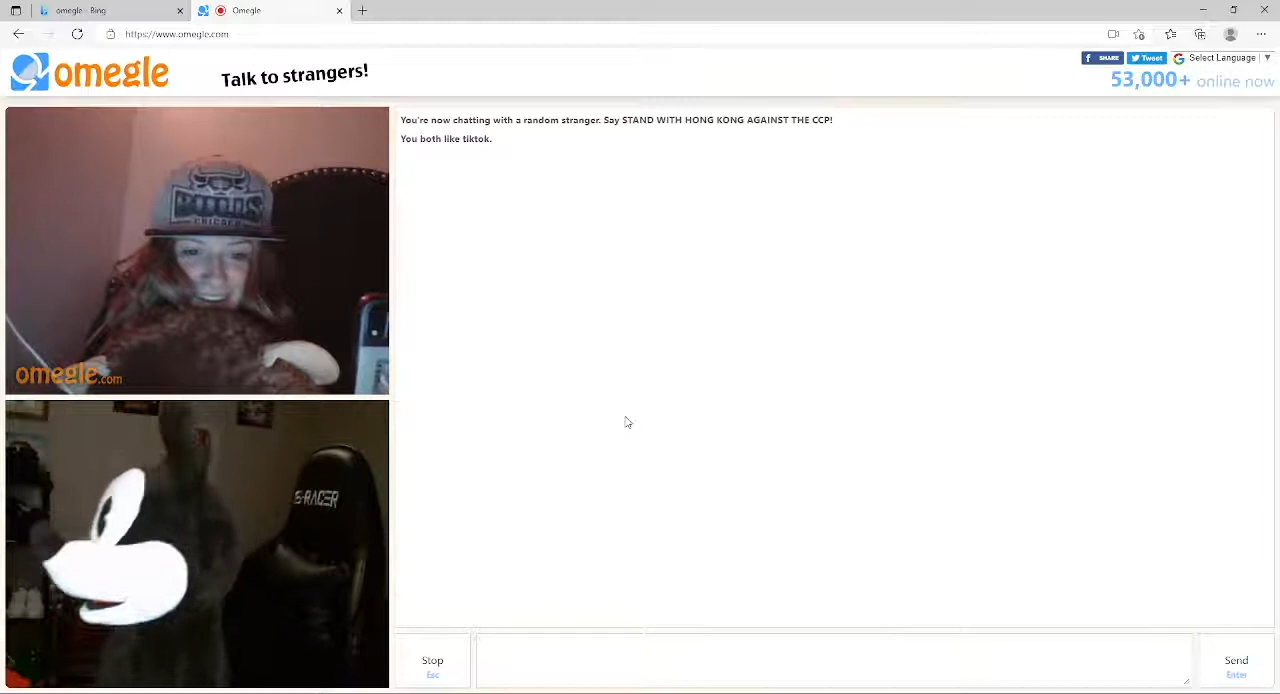 omegle - Bing
Omegle
https://www.omegle.com
omegle
Talk to strangers!
SHARE
Tweet
Select Language
53,000+ online now
You're now chatting with a random stranger. Say STAND WITH HONG KONG AGAINST THE CCP!
You both like tiktok.
BULLS
CHICAGO
omegle.com
S-RACER
Stop
Esc
Send
Enter